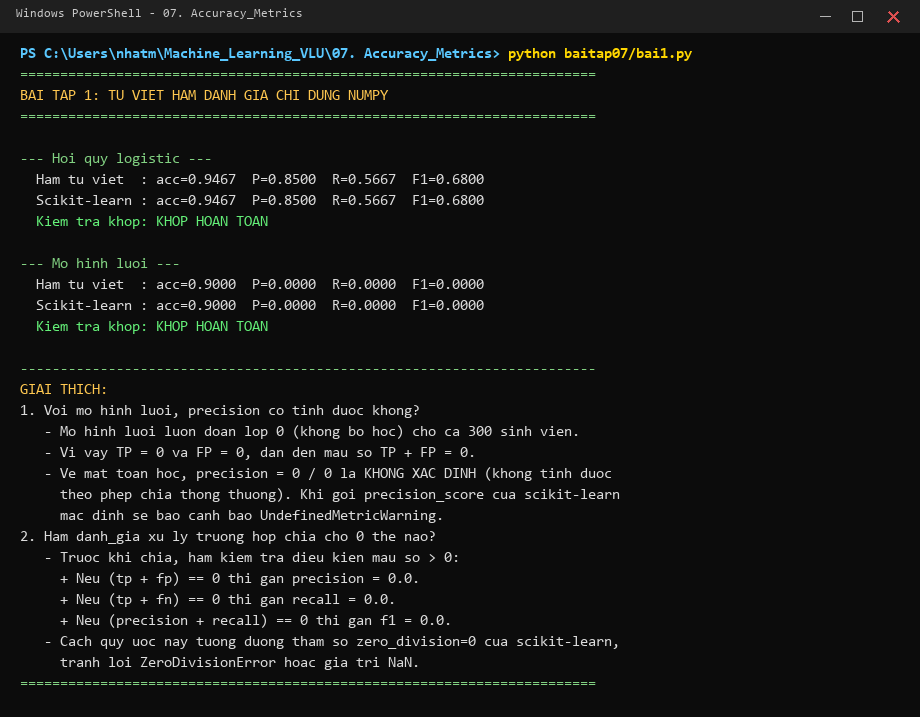 Windows PowerShell - 07. Accuracy_Metrics
PS C:\Users\nhatm\Machine_Learning_VLU\07. Accuracy_Metrics> python baitap07/bai1.py
========================================================================
BAI TAP 1: TU VIET HAM DANH GIA CHI DUNG NUMPY
========================================================================
--- Hoi quy logistic ---
Ham tu viet  : acc=0.9467  P=0.8500  R=0.5667  F1=0.6800
Scikit-learn : acc=0.9467  P=0.8500  R=0.5667  F1=0.6800
Kiem tra khop: KHOP HOAN TOAN
--- Mo hinh luoi ---
Ham tu viet  : acc=0.9000  P=0.0000  R=0.0000  F1=0.0000
Scikit-learn : acc=0.9000  P=0.0000  R=0.0000  F1=0.0000
Kiem tra khop: KHOP HOAN TOAN
------------------------------------------------------------------------
GIAI THICH:
1. Voi mo hinh luoi, precision co tinh duoc khong?
- Mo hinh luoi luon doan lop 0 (khong bo hoc) cho ca 300 sinh vien.
- Vi vay TP = 0 va FP = 0, dan den mau so TP + FP = 0.
- Ve mat toan hoc, precision = 0 / 0 la KHONG XAC DINH (khong tinh duoc
theo phep chia thong thuong). Khi goi precision_score cua scikit-learn
mac dinh se bao canh bao UndefinedMetricWarning.
2. Ham danh_gia xu ly truong hop chia cho 0 the nao?
- Truoc khi chia, ham kiem tra dieu kien mau so > 0:
+ Neu (tp + fp) == 0 thi gan precision = 0.0.
+ Neu (tp + fn) == 0 thi gan recall = 0.0.
+ Neu (precision + recall) == 0 thi gan f1 = 0.0.
- Cach quy uoc nay tuong duong tham so zero_division=0 cua scikit-learn,
tranh loi ZeroDivisionError hoac gia tri NaN.
========================================================================